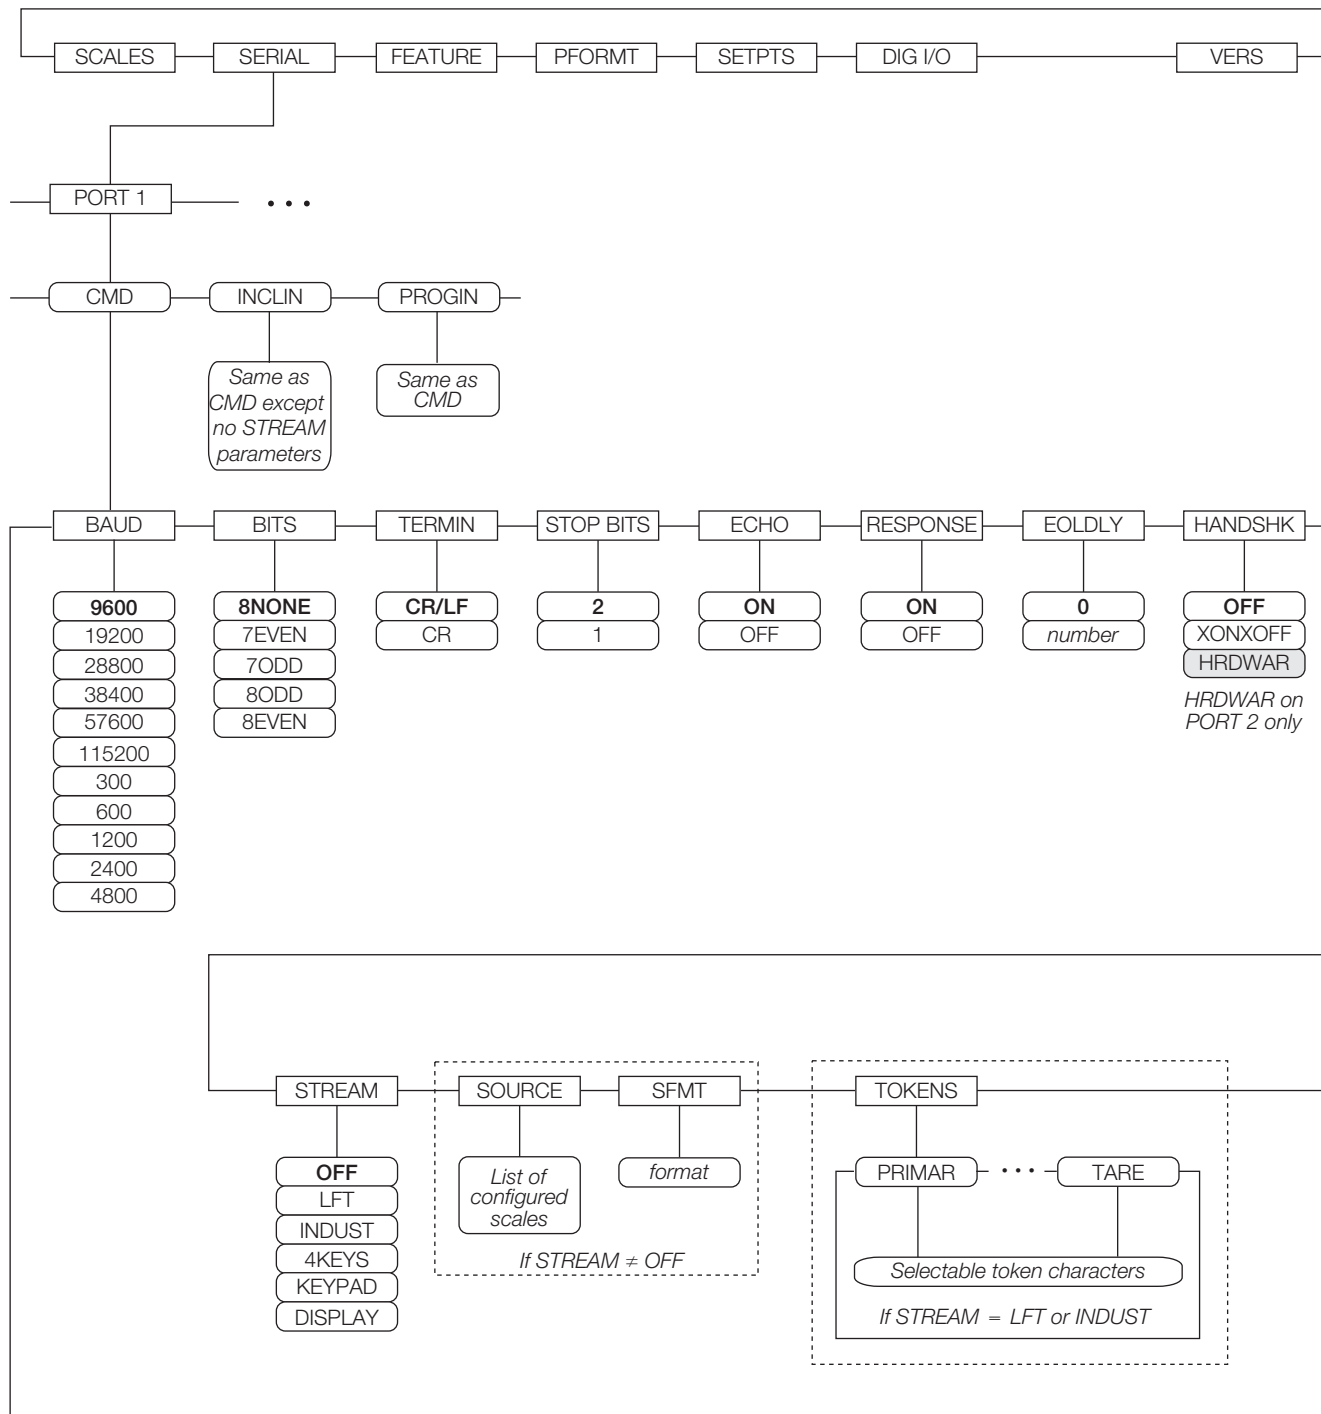 SCALES
SERIAL
FEATURE
PFORMT
SETPTS
DIG I/O
VERS
PORT 1
• • •
CMD
INCLIN
PROGIN
Same as
CMD except
no STREAM
parameters
Same as
CMD
BAUD
BITS
TERMIN
STOP BITS
ECHO
RESPONSE
EOLDLY
HANDSHK
9600
19200
28800
38400
57600
115200
300
600
1200
2400
4800
8NONE
7EVEN
7ODD
8ODD
8EVEN
CR/LF
CR
2
1
ON
OFF
ON
OFF
0
number
OFF
XONXOFF
HRDWAR
HRDWAR on
PORT 2 only
STREAM
SOURCE
SFMT
TOKENS
OFF
LFT
INDUST
4KEYS
KEYPAD
DISPLAY
List of
configured
scales
format
If STREAM ≠ OFF
PRIMAR
• • •
TARE
Selectable token characters
If STREAM = LFT or INDUST